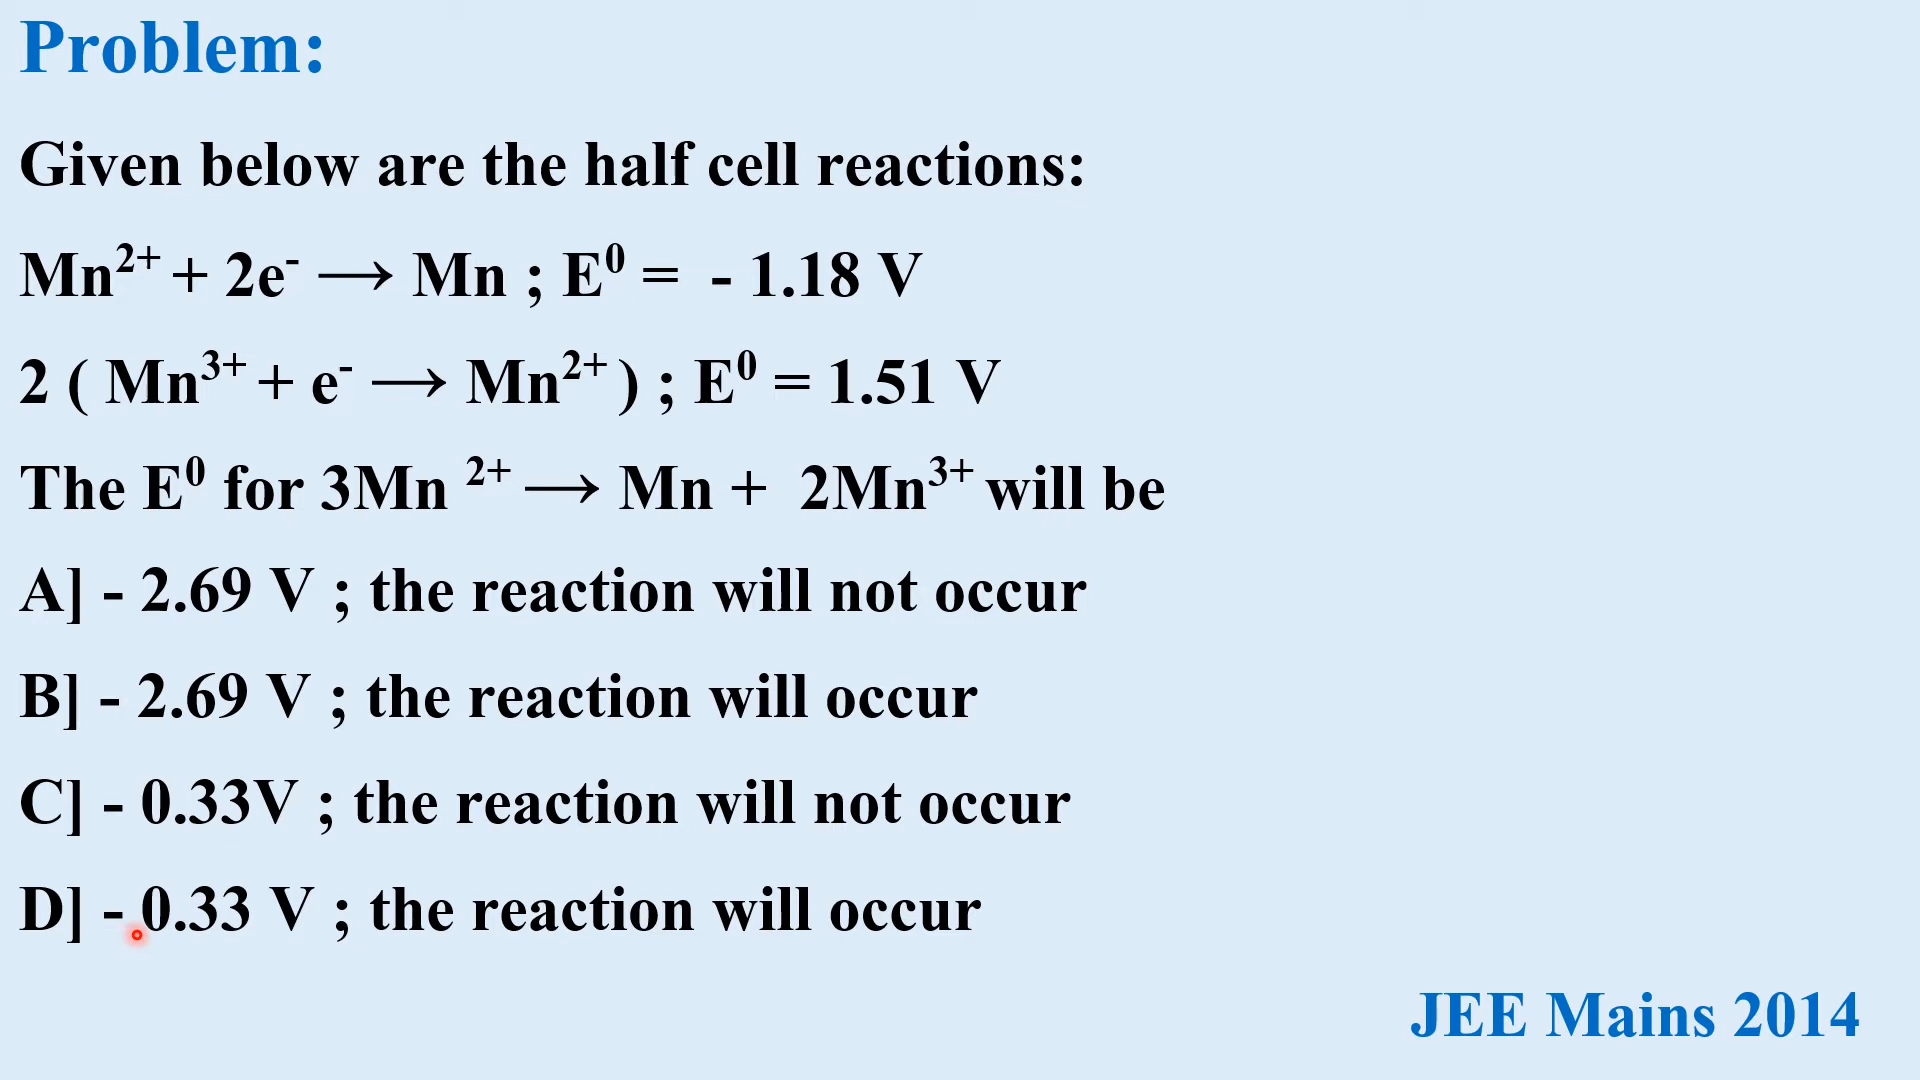 Problem:
Given below are the half cell reactions:
Mn²⁺ + 2e⁻ ⟶ Mn ; E⁰ =  - 1.18 V
2 ( Mn³⁺ + e⁻ ⟶ Mn²⁺ ) ; E⁰ = 1.51 V
The E⁰ for 3Mn ²⁺ ⟶ Mn +  2Mn³⁺ will be
A] - 2.69 V ; the reaction will not occur
B] - 2.69 V ; the reaction will occur
C] - 0.33V ; the reaction will not occur
D] - 0.33 V ; the reaction will occur
JEE Mains 2014